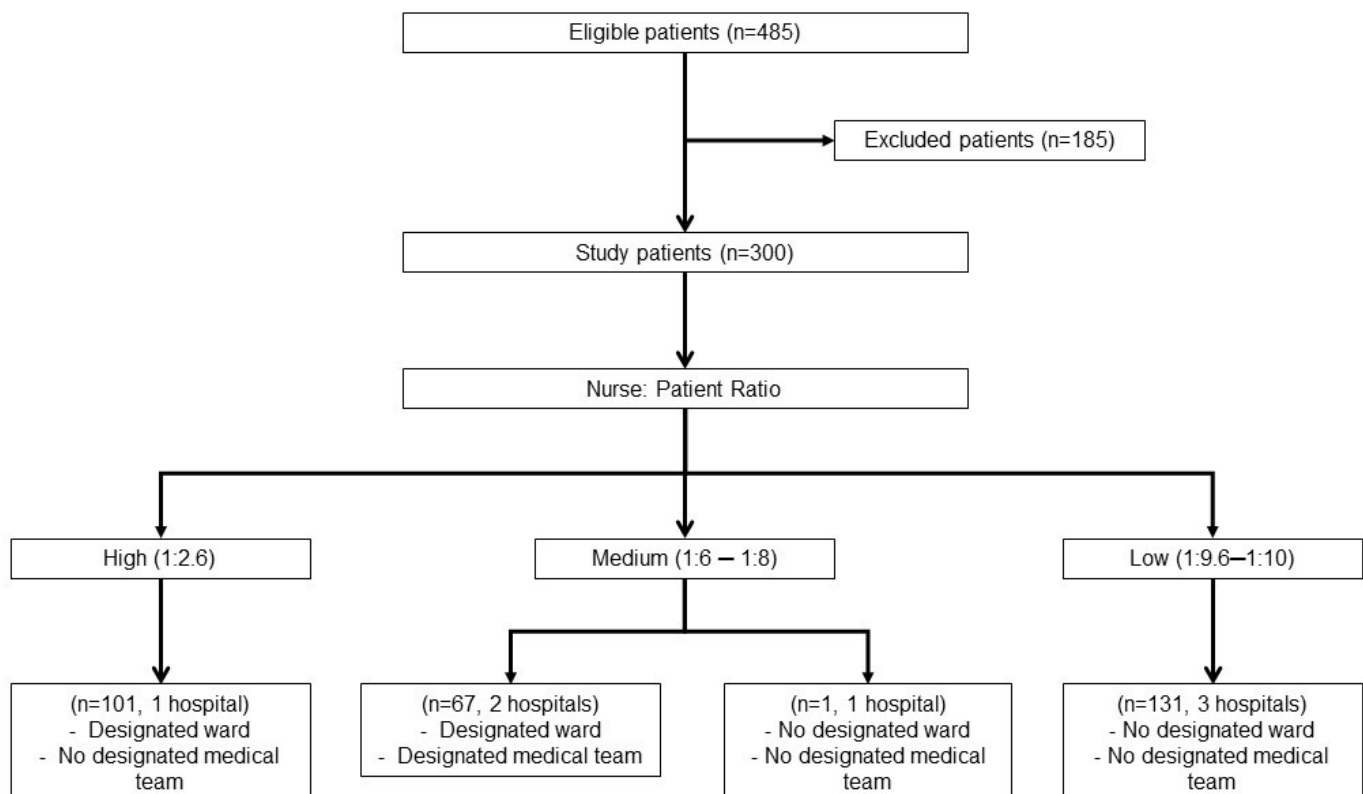 Eligible patients (n=485)
Excluded patients (n=185)
Study patients (n=300)
Nurse: Patient Ratio
High (1:2.6)
Medium (1:6 – 1:8)
Low (1:9.6–1:10)
(n=101, 1 hospital)
- Designated ward
- No designated medical
team
(n=67, 2 hospitals)
- Designated ward
- Designated medical team
(n=1, 1 hospital)
- No designated ward
- No designated medical
team
(n=131, 3 hospitals)
- No designated ward
- No designated medical
team